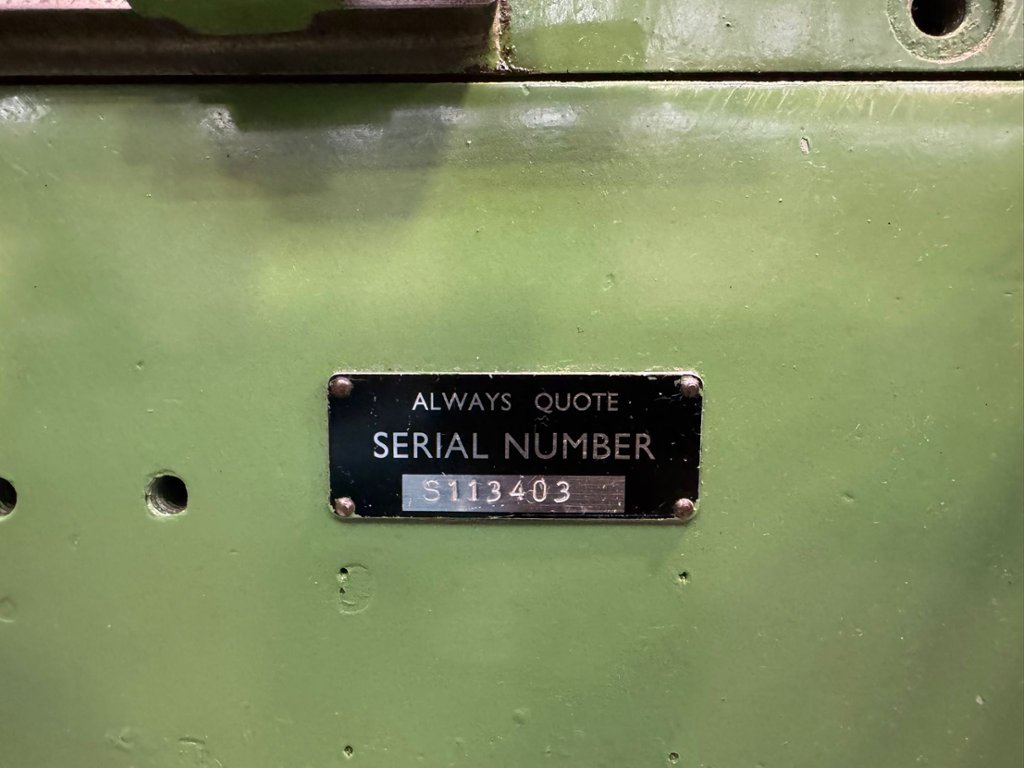 ALWAYS QUOTE
SERIAL NUMBER
S113403